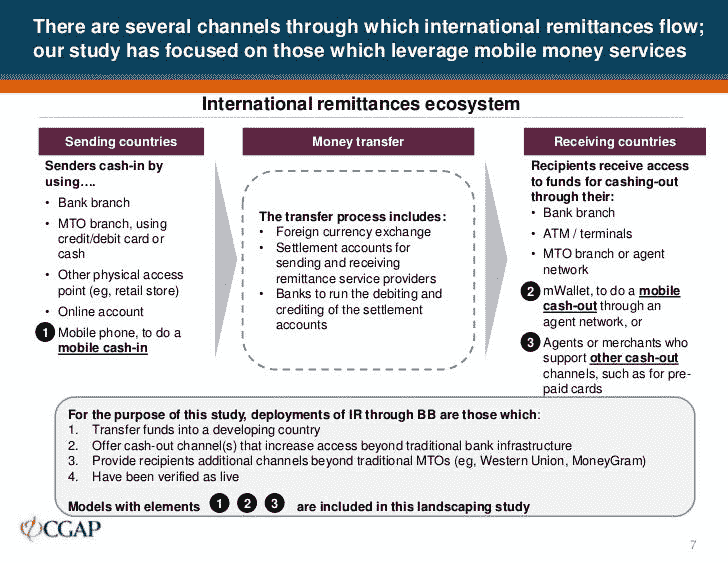 There are several channels through which international remittances flow;
our study has focused on those which leverage mobile money services
International remittances ecosystem
Sending countries
Senders cash-in by
using….
• Bank branch
• MTO branch, using
credit/debit card or
cash
• Other physical access
point (eg, retail store)
• Online account
1 Mobile phone, to do a
mobile cash-in
Money transfer
The transfer process includes:
• Foreign currency exchange
• Settlement accounts for
sending and receiving
remittance service providers
• Banks to run the debiting and
crediting of the settlement
accounts
Receiving countries
Recipients receive access
to funds for cashing-out
through their:
• Bank branch
• ATM / terminals
• MTO branch or agent
network
2 mWallet, to do a mobile
cash-out through an
agent network, or
3 Agents or merchants who
support other cash-out
channels, such as for pre-
paid cards
For the purpose of this study, deployments of IR through BB are those which:
1. Transfer funds into a developing country
2. Offer cash-out channel(s) that increase access beyond traditional bank infrastructure
3. Provide recipients additional channels beyond traditional MTOs (eg, Western Union, MoneyGram)
4. Have been verified as live
Models with elements 1 2 3 are included in this landscaping study
CGAP
7